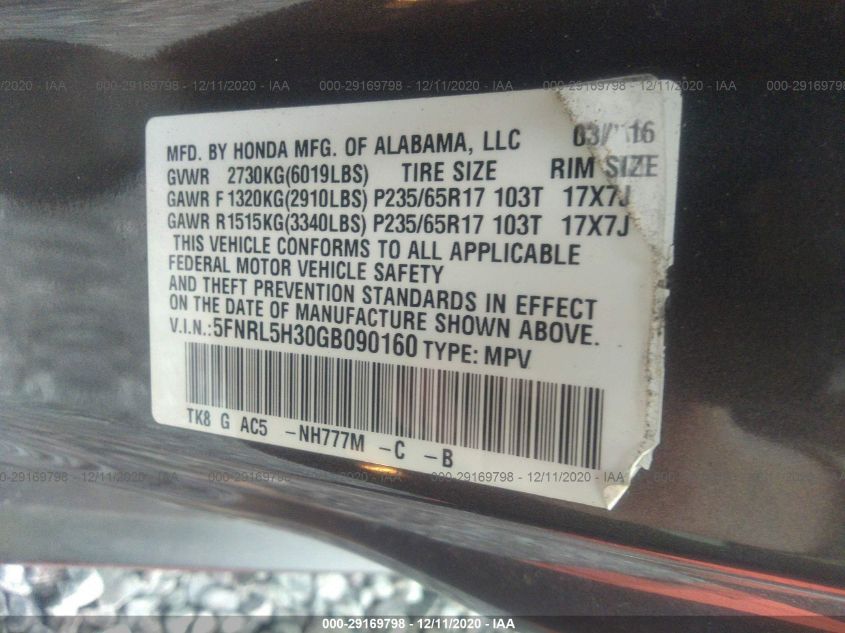 000-29169798 - 12/11/2020 - IAA
MFD. BY HONDA MFG. OF ALABAMA, LLC 03/ 16
GVWR 2730KG(6019LBS) TIRE SIZE RIM SIZE
GAWR F 1320KG(2910LBS) P235/65R17 103T 17X7J
GAWR R1515KG(3340LBS) P235/65R17 103T 17X7J
THIS VEHICLE CONFORMS TO ALL APPLICABLE
FEDERAL MOTOR VEHICLE SAFETY
AND THEFT PREVENTION STANDARDS IN EFFECT
ON THE DATE OF MANUFACTURE SHOWN ABOVE.
V.I.N.:5FNRL5H30GB090160 TYPE: MPV
TK8 G AC5 -NH777M -C -B
000-29169798 - 12/11/2020 - IAA
000-29169798 - 12/11/2020 - IAA